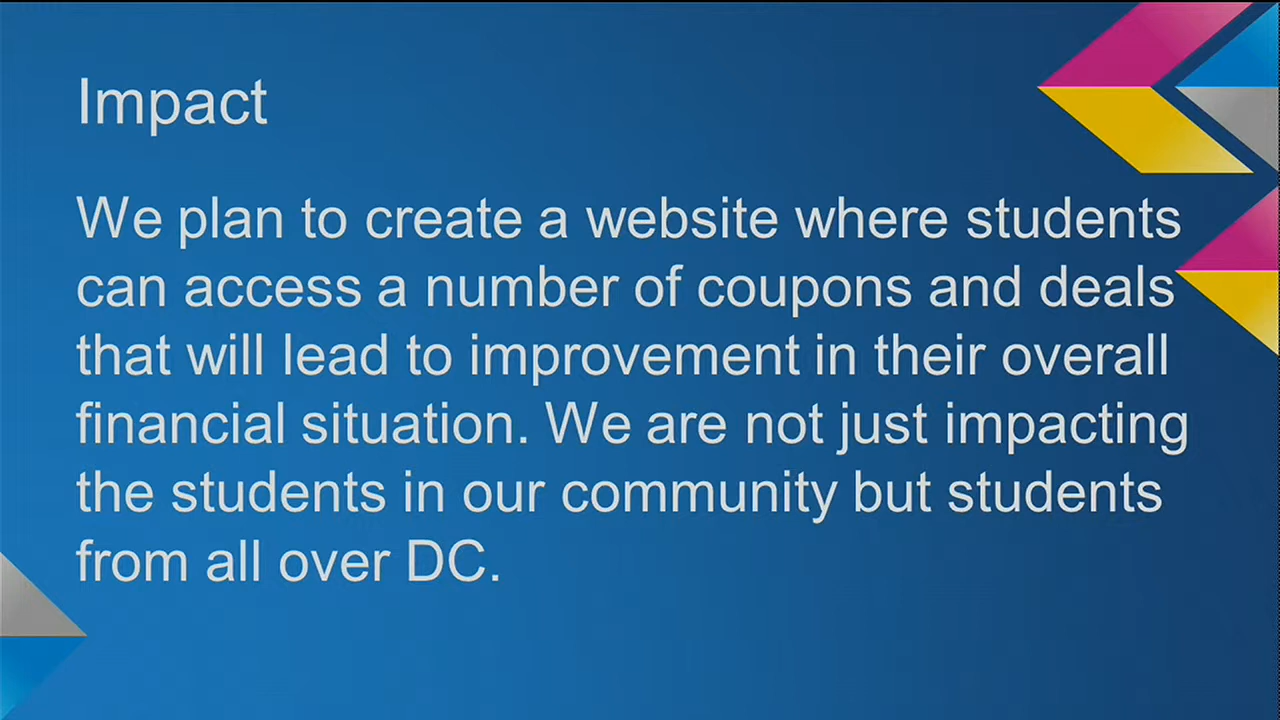 Impact
We plan to create a website where students
can access a number of coupons and deals
that will lead to improvement in their overall
financial situation. We are not just impacting
the students in our community but students
from all over DC.